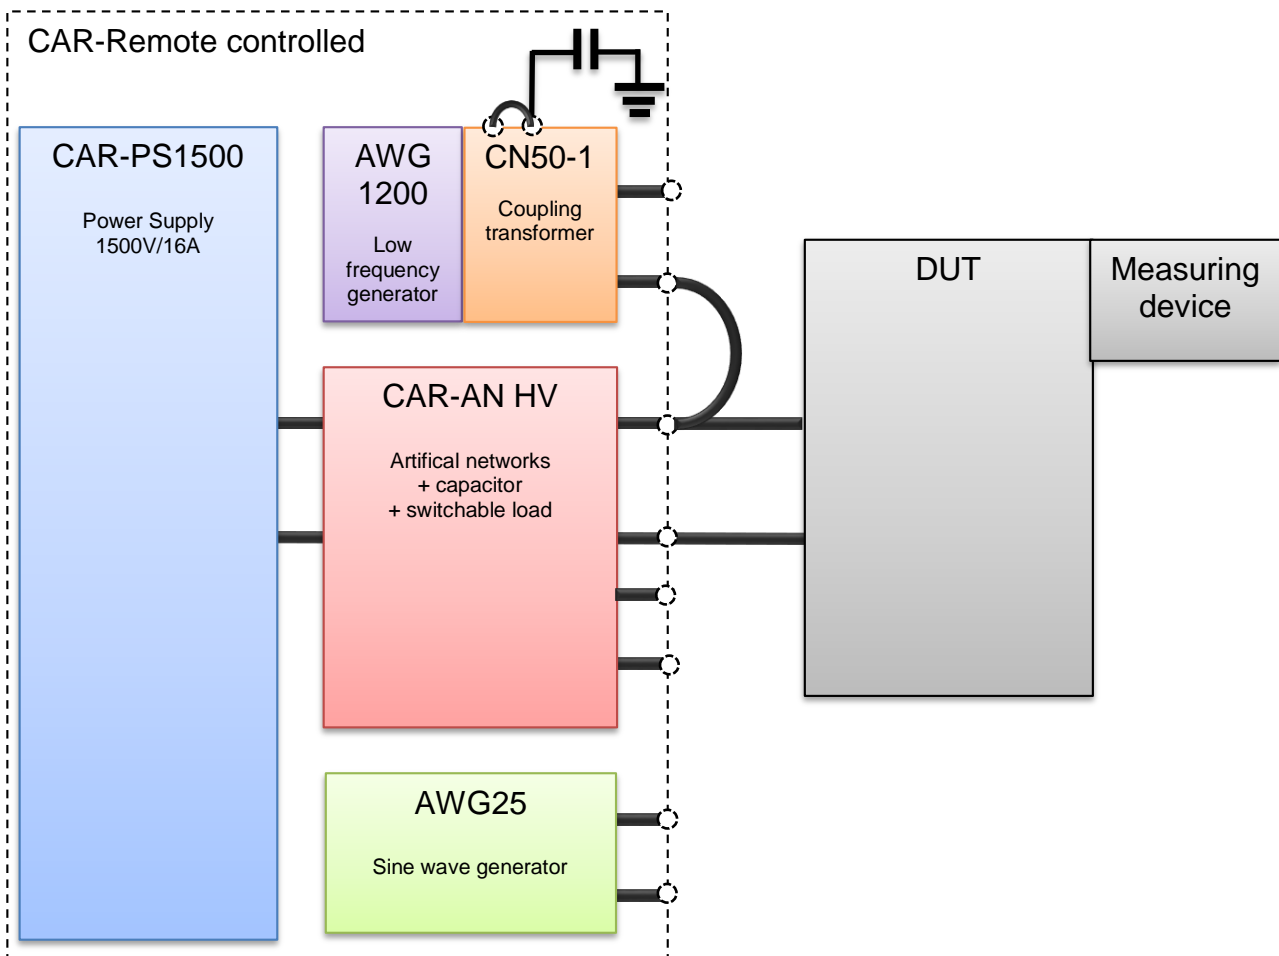 CAR-Remote controlled
CAR-PS1500
Power Supply
1500V/16A
AWG
1200
Low
frequency
generator
CN50-1
Coupling
transformer
DUT
Measuring
device
CAR-AN HV
Artifical networks
+ capacitor
+ switchable load
AWG25
Sine wave generator